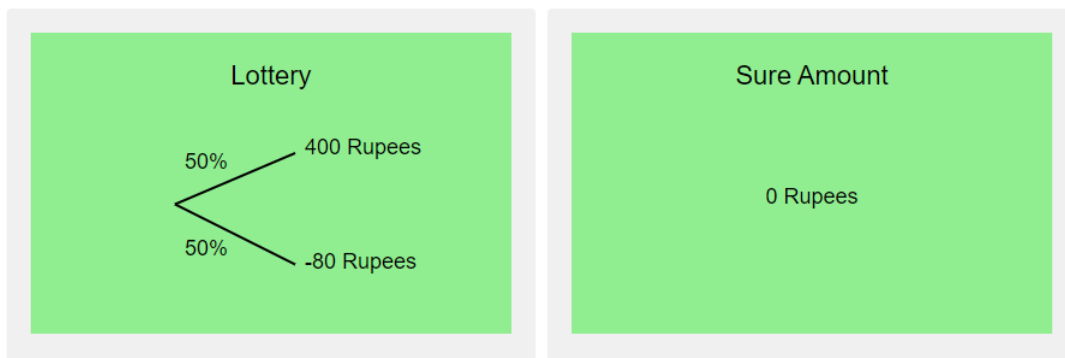 Lottery
50%
400 Rupees
50%
-80 Rupees
Sure Amount
0 Rupees